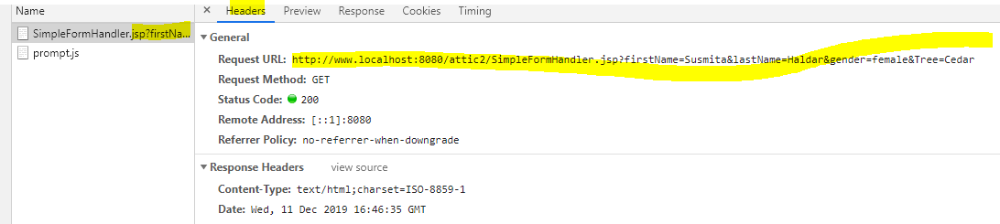 Name
Headers Preview Response Cookies Timing
SimpleFormHandler.jsp?firstNa...
prompt.js
General
Request URL: http://www.localhost:8080/attic2/SimpleFormHandler.jsp?firstName=Susmita&lastName=Haldar&gender=female&Tree=Cedar
Request Method: GET
Status Code: 200
Remote Address: [::1]:8080
Referrer Policy: no-referrer-when-downgrade
Response Headers view source
Content-Type: text/html;charset=ISO-8859-1
Date: Wed, 11 Dec 2019 16:46:35 GMT